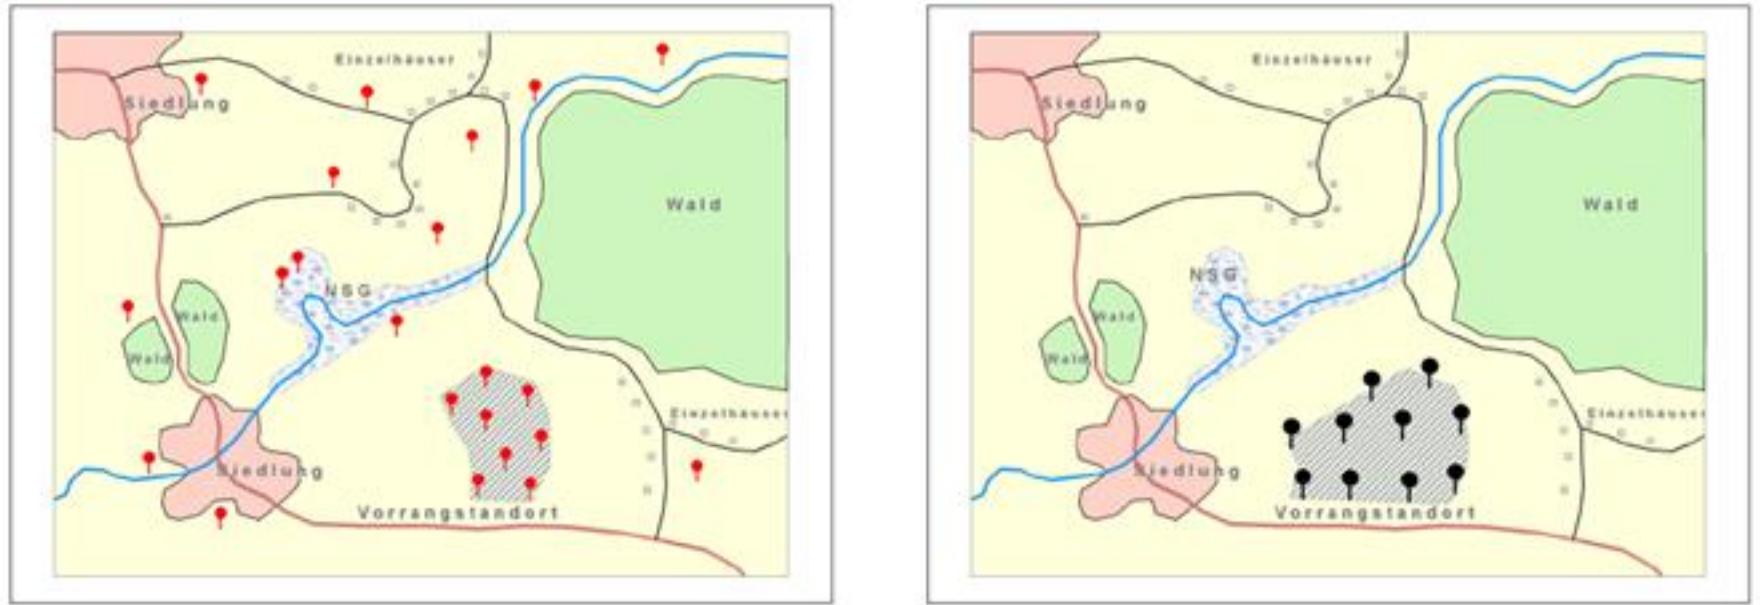 Einzelhäuser
Siedlung
Wald
NSG
Wald
Wald
Einzelhäuser
Siedlung
Vorrangstandort
Einzelhäuser
Siedlung
Wald
NSG
Wald
Wald
Einzelhäuser
Siedlung
Vorrangstandort